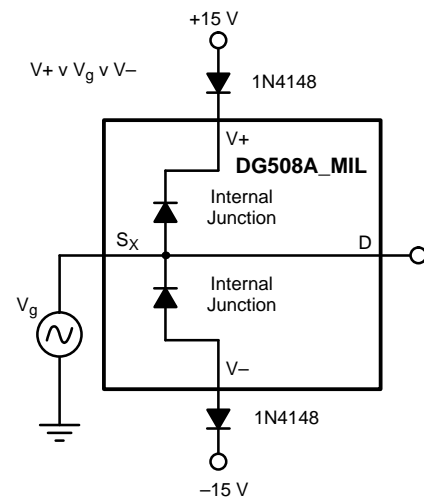 +15 V
V+ v Vg v V–
1N4148
V+
DG508A_MIL
Internal
Junction
SX
D
Internal
Junction
Vg
V–
1N4148
–15 V